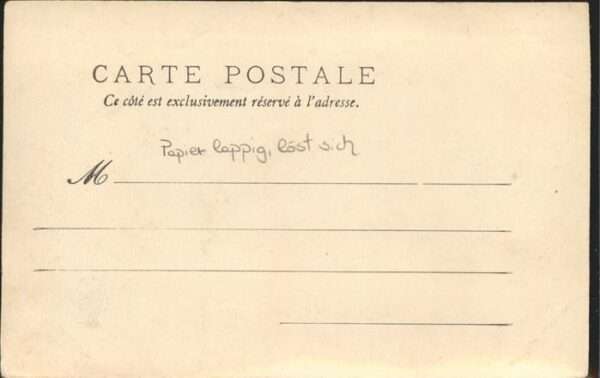 CARTE POSTALE
Ce côté est exclusivement réservé à l'adresse.
Papier lappig, löst sich
M